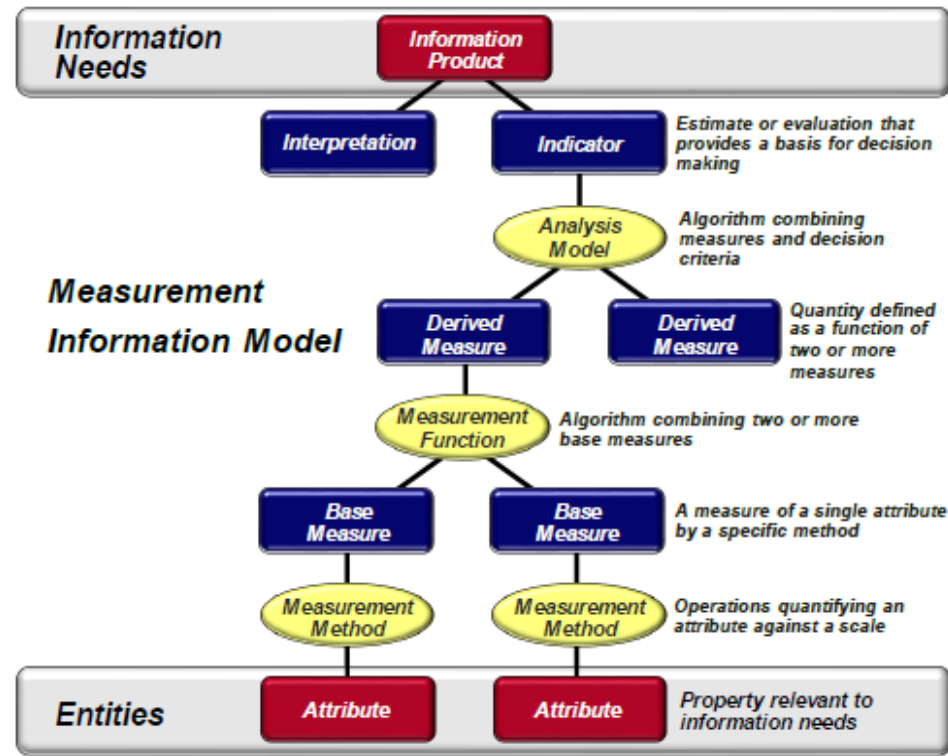 Information
Needs
Information
Product
Interpretation
Indicator
Estimate or evaluation that
provides a basis for decision
making
Analysis
Model
Algorithm combining
measures and decision
criteria
Measurement
Information Model
Derived
Measure
Derived
Measure
Quantity defined
as a function of
two or more
measures
Measurement
Function
Algorithm combining two or more
base measures
Base
Measure
Base
Measure
A measure of a single attribute
by a specific method
Measurement
Method
Measurement
Method
Operations quantifying an
attribute against a scale
Entities
Attribute
Attribute
Property relevant to
information needs